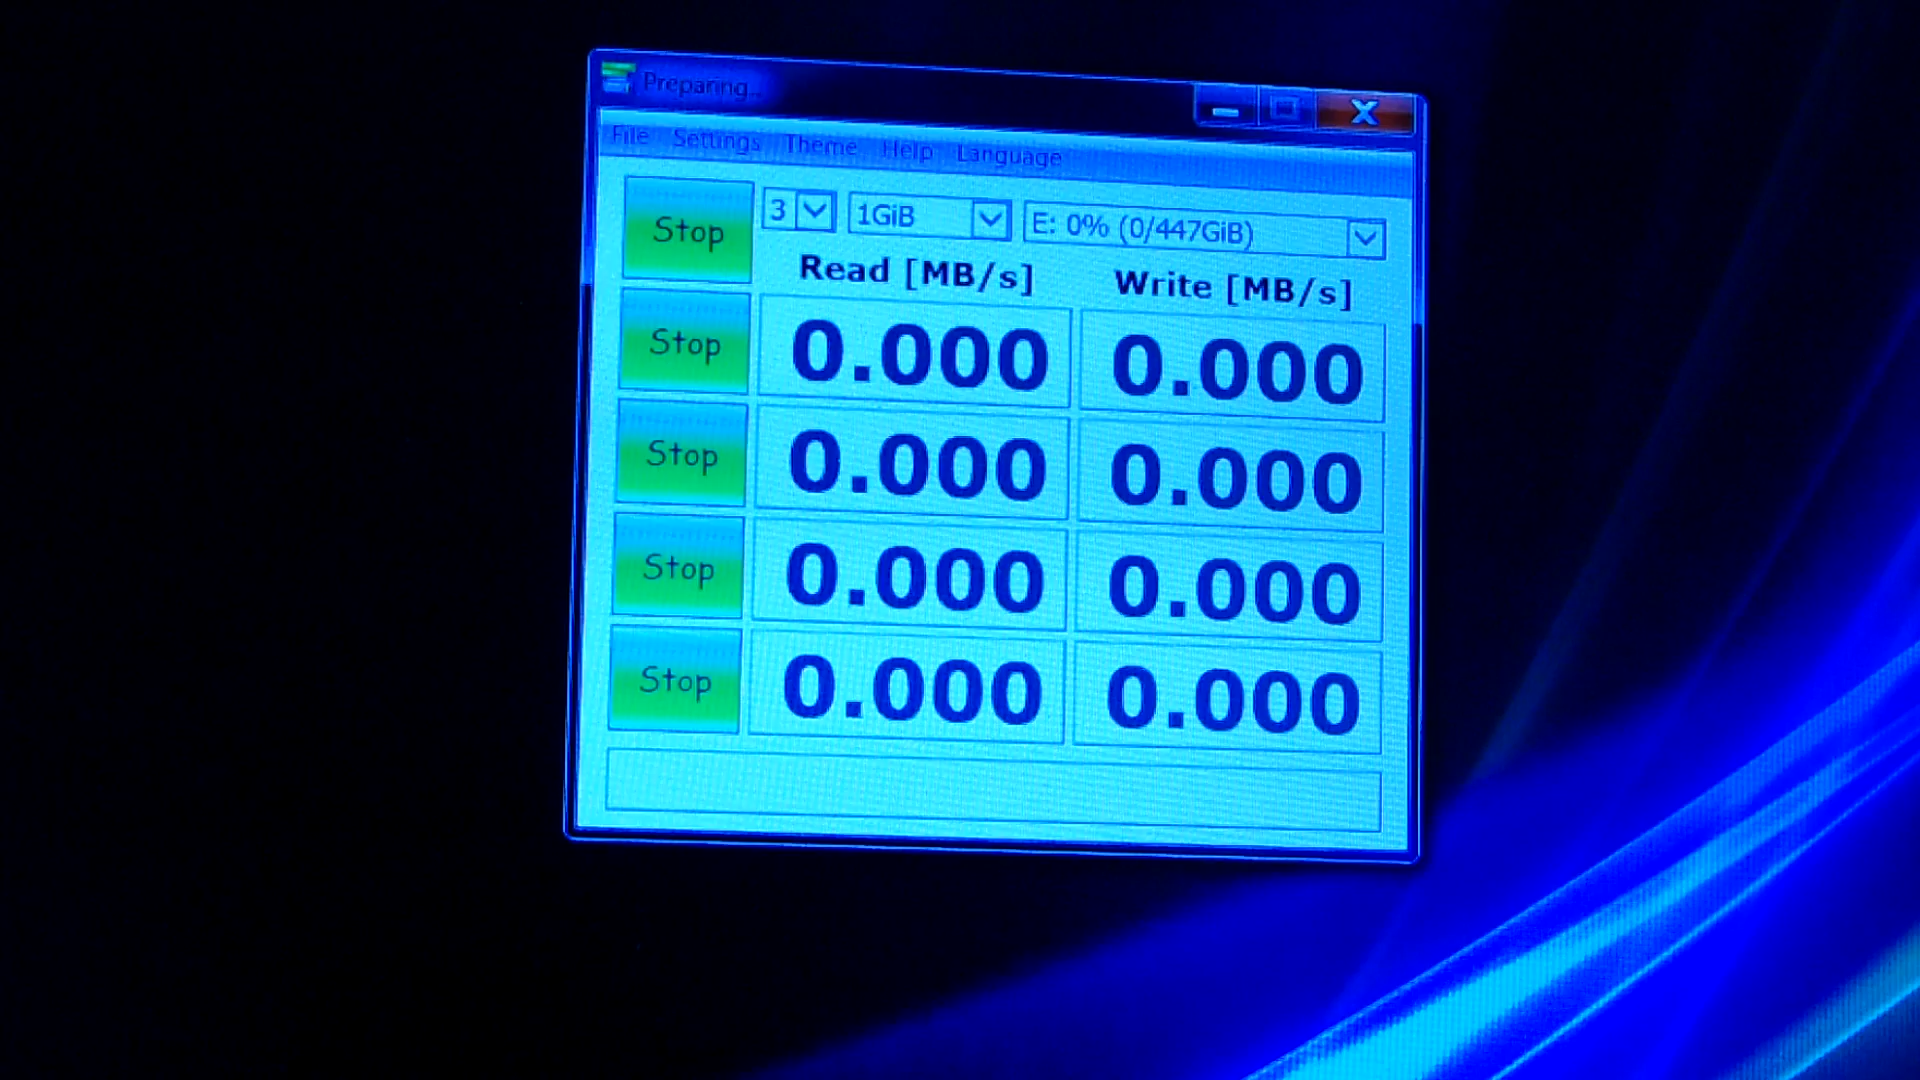 Preparing...
File Settings Theme Help Language
Stop 3 1GiB E: 0% (0/447GiB)
Read [MB/s] Write [MB/s]
Stop 0.000 0.000
Stop 0.000 0.000
Stop 0.000 0.000
Stop 0.000 0.000